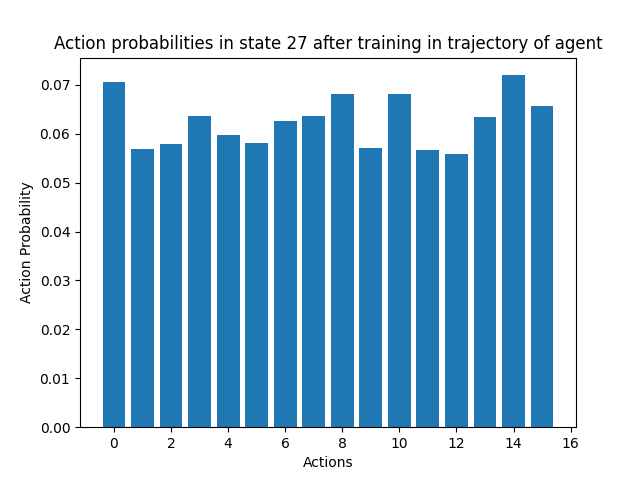 Action probabilities in state 27 after training in trajectory of agent
0.07
0.06
0.05
0.04
0.03
0.02
0.01
0.00
Action Probability
0 2 4 6 8 10 12 14 16
Actions